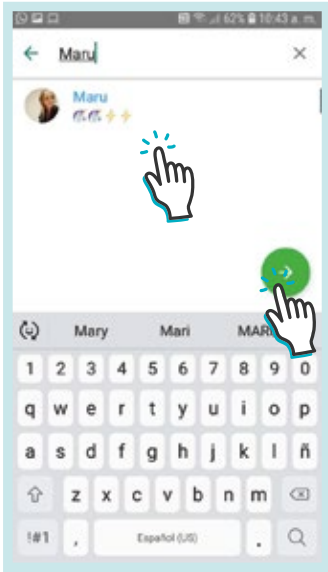 62% 10:43 a. m.
Maru
Maru
Mary Mari MAR
1 2 3 4 5 6 7 8 9 0
q w e r t y u i o p
a s d f g h j k l ñ
z x c v b n m
!#1 , Español (US) .